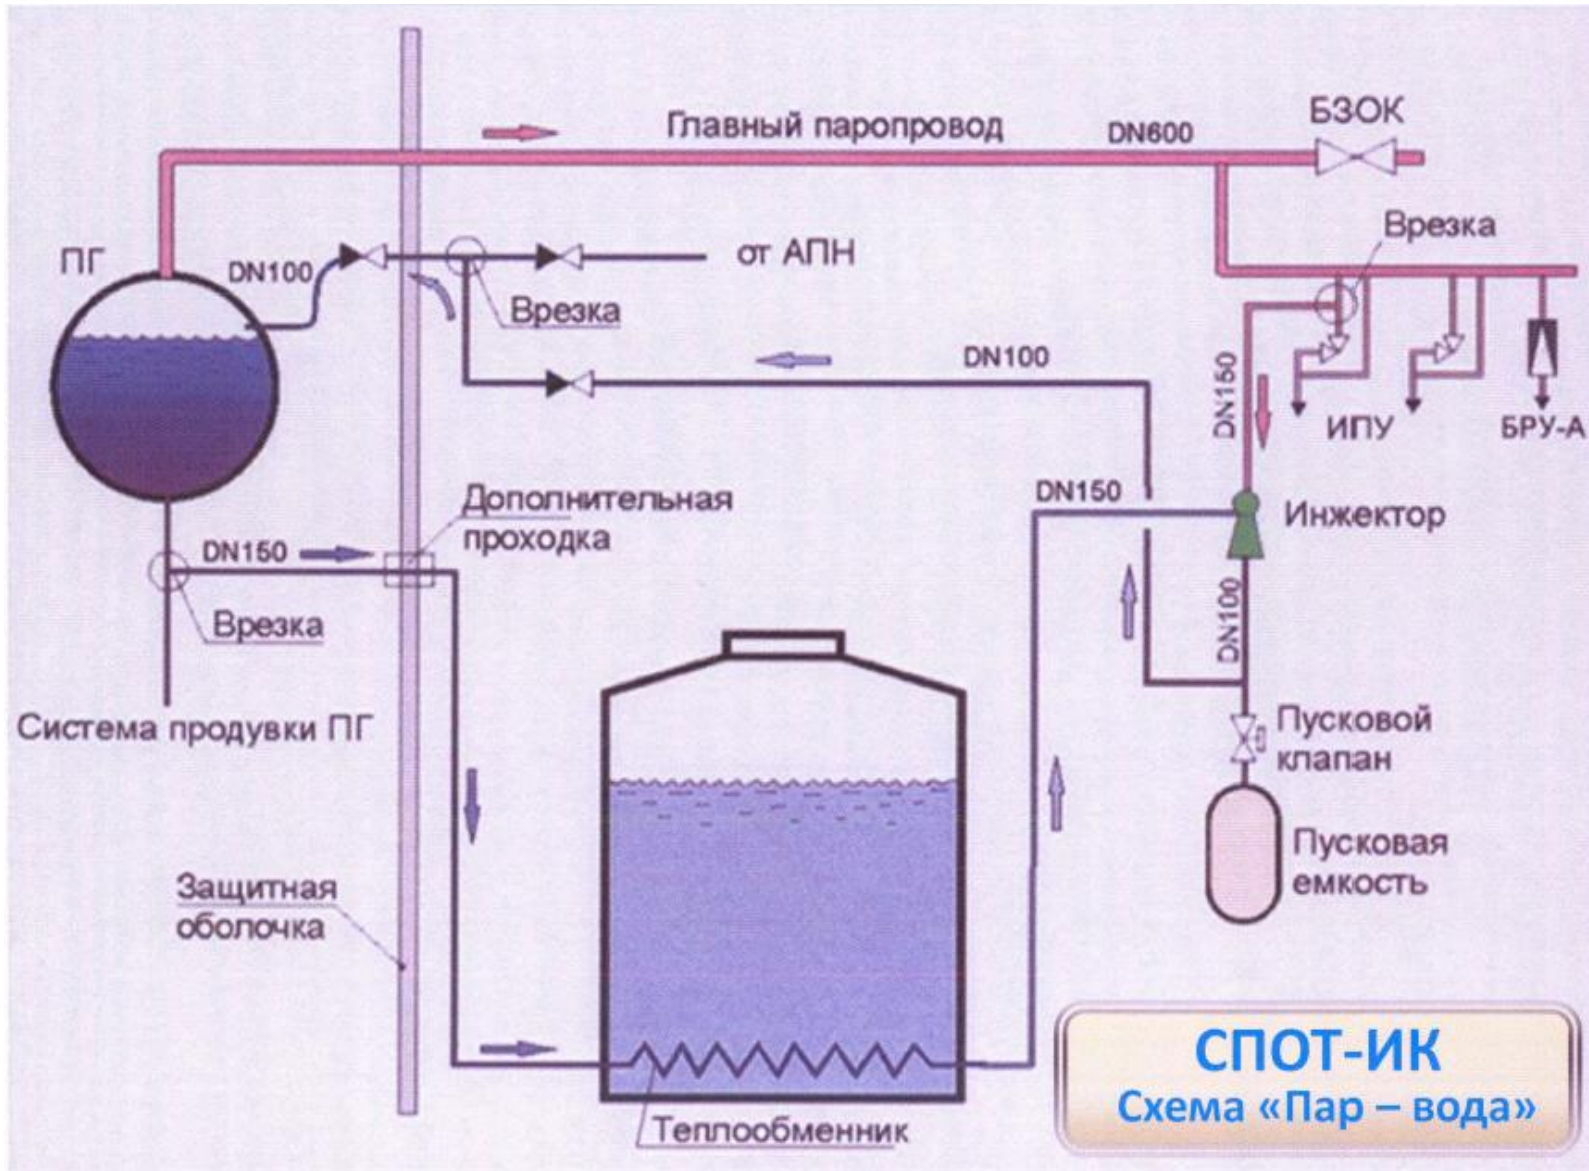 Главный паропровод
DN600
БЗОК
Врезка
ПГ
DN100
от АПН
Врезка
DN100
DN150
ИПУ
БРУ-А
Дополнительная
проходка
DN150
DN150
Инжектор
Врезка
DN100
Система продувки ПГ
Пусковой
клапан
Пусковая
емкость
Защитная
оболочка
Теплообменник
СПОТ-ИК
Схема «Пар – вода»